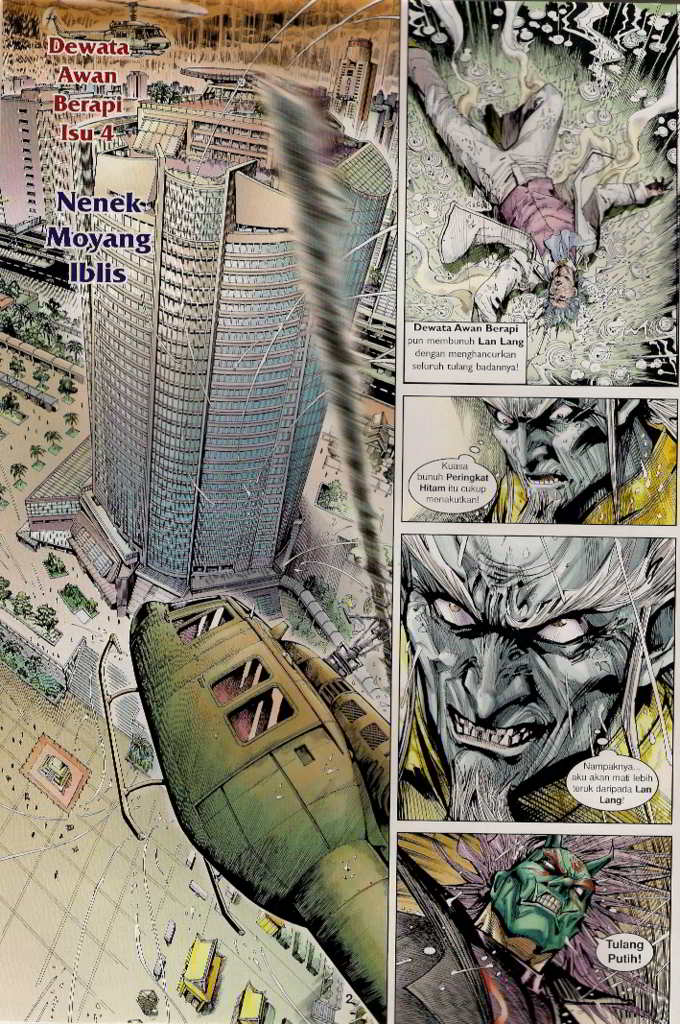 Dewata
Awan
Berapi
Isu 4
Nenek
Moyang
Iblis
Dewata Awan Berapi
pun membunuh Lan Lang
dengan menghancurkan
seluruh tulang badannya!
Kuasa
bunuh Peringkat
Hitam itu cukup
menakutkan!
Nampaknya...
aku akan mati lebih
teruk daripada Lan
Lang!
Tulang
Putih!
2